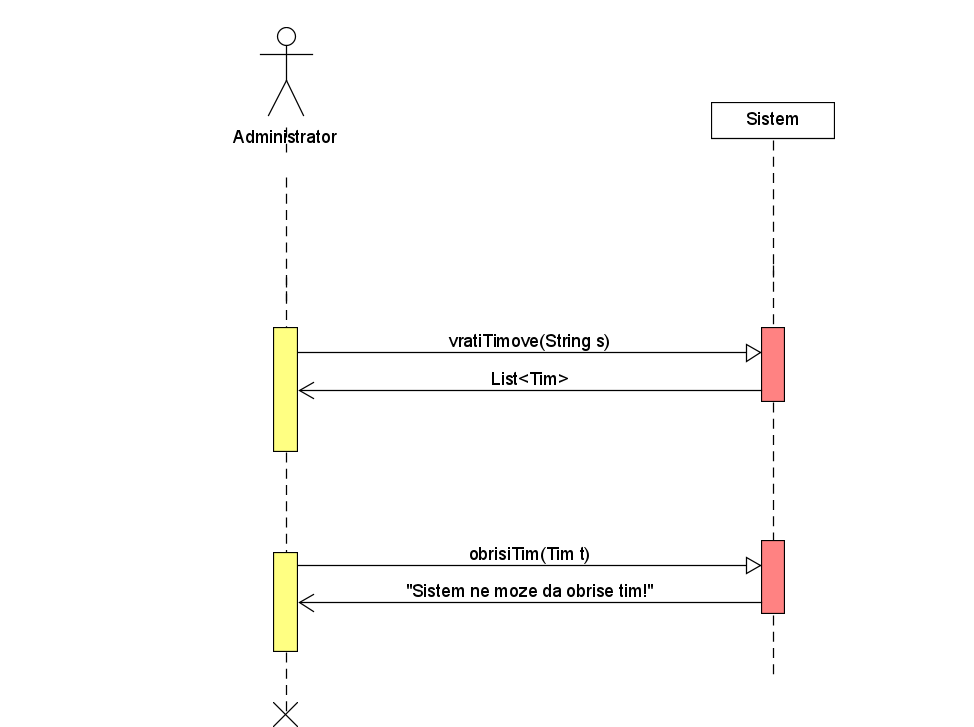 Administrator
Sistem
vratiTimove(String s)
List<Tim>
obrisiTim(Tim t)
"Sistem ne moze da obrise tim!"